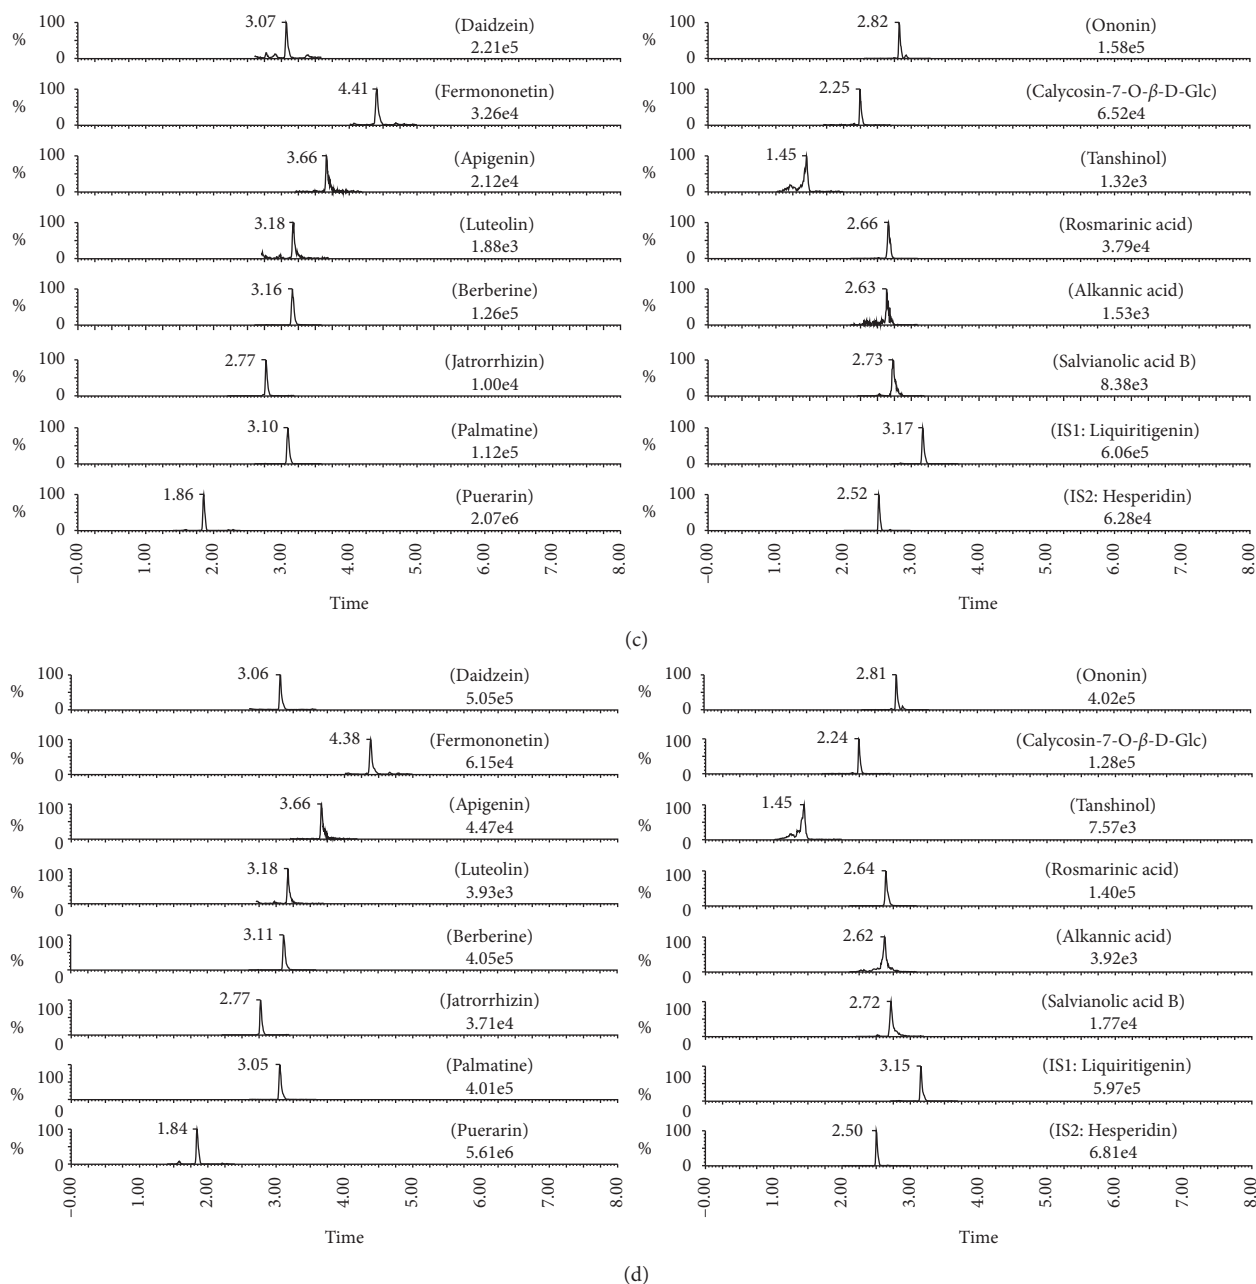 3.07
100
%
0
(Daidzein)
2.21e5
4.41
100
%
0
(Fermononetin)
3.26e4
3.66
100
%
0
(Apigenin)
2.12e4
3.18
100
%
0
(Luteolin)
1.88e3
3.16
100
%
0
(Berberine)
1.26e5
2.77
100
%
0
(Jatrorrhizin)
1.00e4
3.10
100
%
0
(Palmatine)
1.12e5
1.86
100
%
0
(Puerarin)
2.07e6
−0.00
1.00
2.00
3.00
4.00
5.00
6.00
7.00
8.00
Time
2.82
100
%
0
(Ononin)
1.58e5
2.25
100
%
0
(Calycosin-7-O-β-D-Glc)
6.52e4
1.45
100
%
0
(Tanshinol)
1.32e3
2.66
100
%
0
(Rosmarinic acid)
3.79e4
2.63
100
%
0
(Alkannic acid)
1.53e3
2.73
100
%
0
(Salvianolic acid B)
8.38e3
3.17
100
%
0
(IS1: Liquiritigenin)
6.06e5
2.52
100
%
0
(IS2: Hesperidin)
6.28e4
−0.00
1.00
2.00
3.00
4.00
5.00
6.00
7.00
8.00
Time
(c)
3.06
100
%
0
(Daidzein)
5.05e5
4.38
100
%
0
(Fermononetin)
6.15e4
3.66
100
%
0
(Apigenin)
4.47e4
3.18
100
%
0
(Luteolin)
3.93e3
3.11
100
%
0
(Berberine)
4.05e5
2.77
100
%
0
(Jatrorrhizin)
3.71e4
3.05
100
%
0
(Palmatine)
4.01e5
1.84
100
%
(Puerarin)
5.61e6
−0.00
1.00
2.00
3.00
4.00
5.00
6.00
7.00
8.00
Time
2.81
100
%
0
(Ononin)
4.02e5
2.24
100
%
0
(Calycosin-7-O-β-D-Glc)
1.28e5
1.45
100
%
0
(Tanshinol)
7.57e3
2.64
100
%
0
(Rosmarinic acid)
1.40e5
2.62
100
%
0
(Alkannic acid)
3.92e3
2.72
100
%
0
(Salvianolic acid B)
1.77e4
3.15
100
%
0
(IS1: Liquiritigenin)
5.97e5
2.50
100
%
0
(IS2: Hesperidin)
6.81e4
−0.00
1.00
2.00
3.00
4.00
5.00
6.00
7.00
8.00
Time
(d)